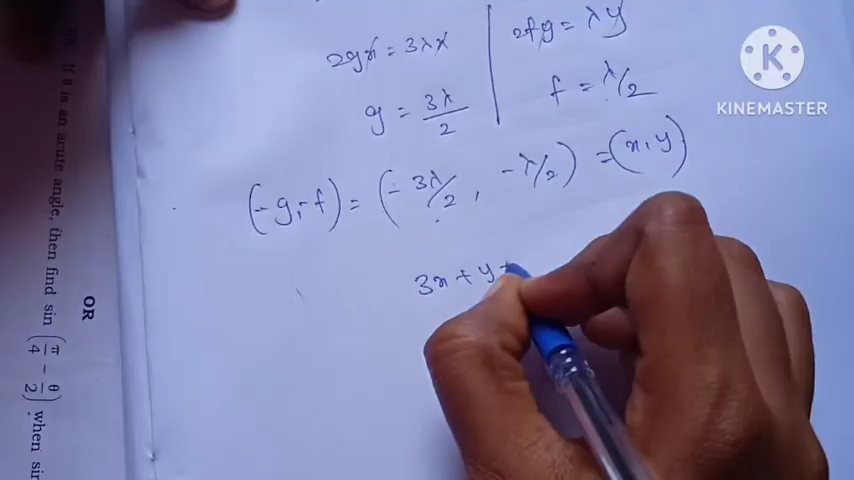 2gx = 3λx | 2fy = λy
g = 3λ/2 | f = λ/2
(-g, -f) = (-3λ/2, -λ/2) = (x, y)
3x + y +
K
KINEMASTER
If θ is an acute angle, then find sin (π/4 − θ/2), when sin
OR